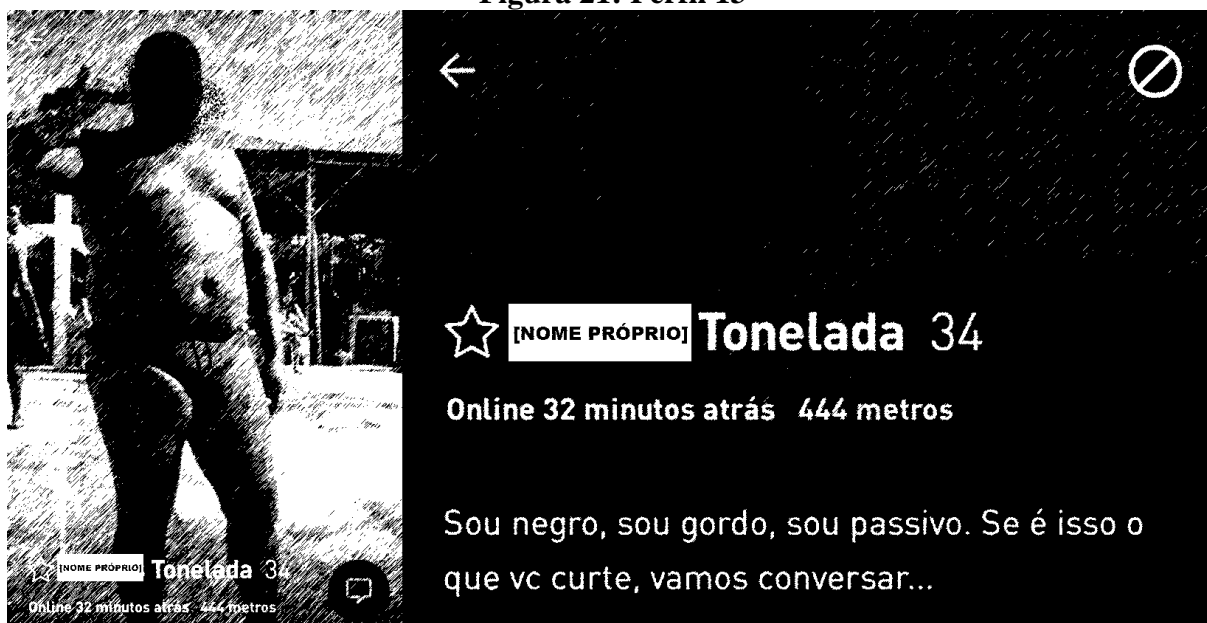 Figura 21: Perfil 13
[NOME PRÓPRIO] Tonelada 34
Online 32 minutos atrás 444 metros
[NOME PRÓPRIO] Tonelada 34
Online 32 minutos atrás 444 metros
Sou negro, sou gordo, sou passivo. Se é isso o
que vc curte, vamos conversar...